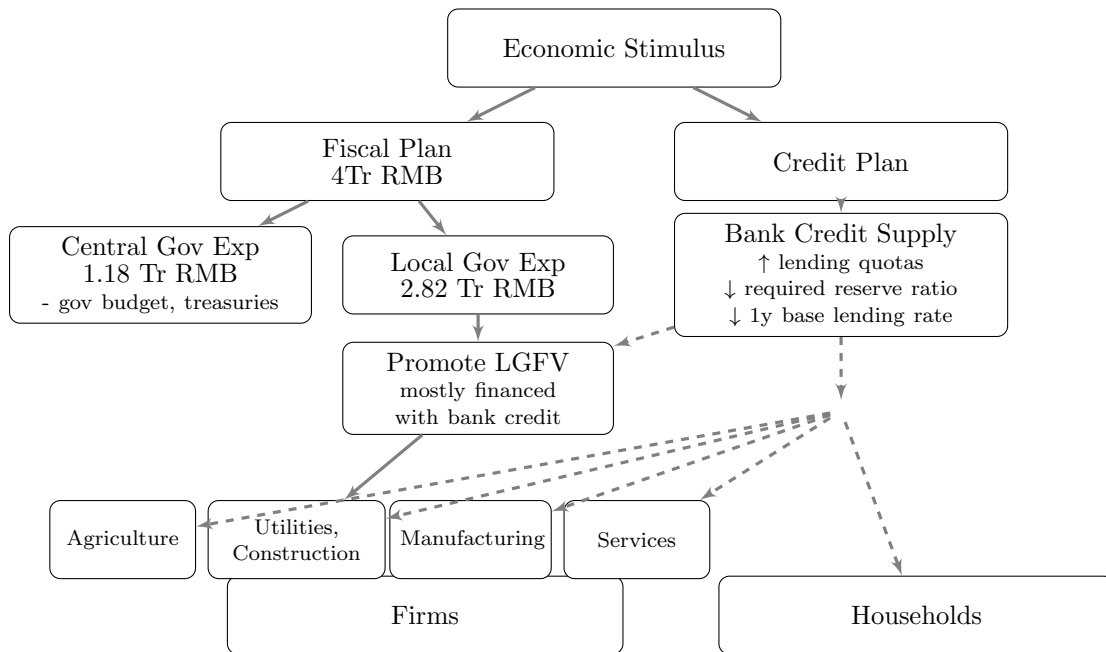 Economic Stimulus
Fiscal Plan
4Tr RMB
Credit Plan
Central Gov Exp
1.18 Tr RMB
- gov budget, treasuries
Local Gov Exp
2.82 Tr RMB
Bank Credit Supply
↑ lending quotas
↓ required reserve ratio
↓ 1y base lending rate
Promote LGFV
mostly financed
with bank credit
Agriculture
Utilities,
Construction
Manufacturing
Services
Firms
Households